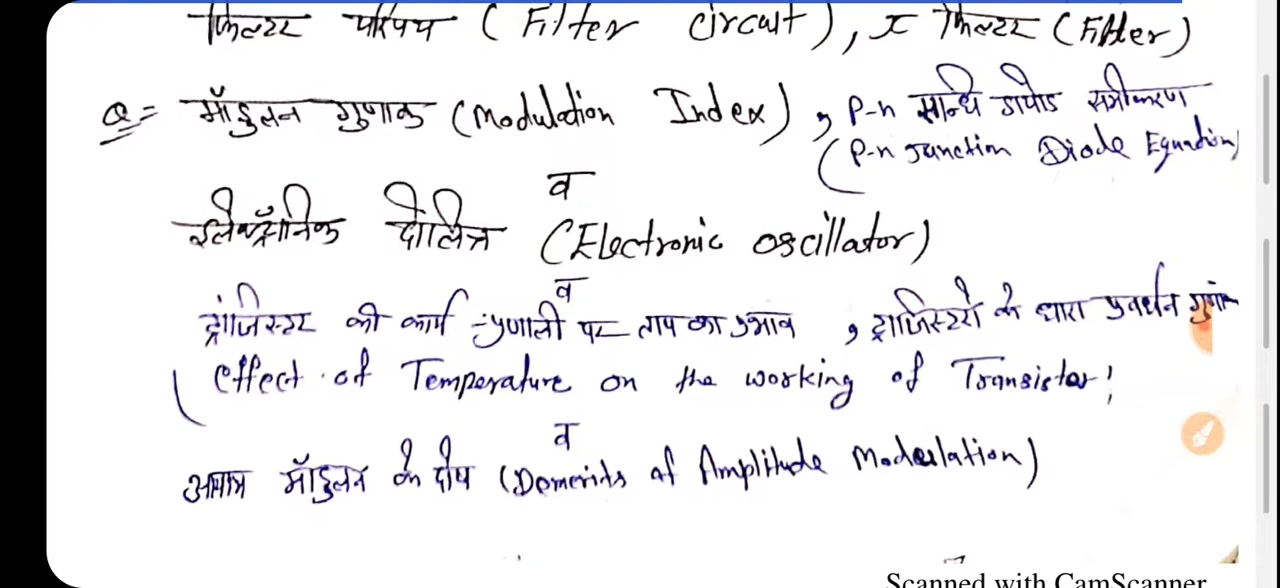 फिल्टर परिपथ (Filter circuit), π फिल्टर (Filter)
Q= मॉडुलन गुणांक (Modulation Index), P-n सन्धि डायोड समीकरण
(P-n Junction Diode Equation)
व
इलेक्ट्रॉनिक दोलित्र (Electronic oscillator)
व
ट्रांजिस्टर की कार्य प्रणाली पर ताप का प्रभाव, ट्रांजिस्टरों के धारा प्रवर्धन गुणांक
(effect of Temperature on the working of Transistor!
व
आयाम मॉडुलन के दोष (Demerits of Amplitude Modulation)
Scanned with CamScanner